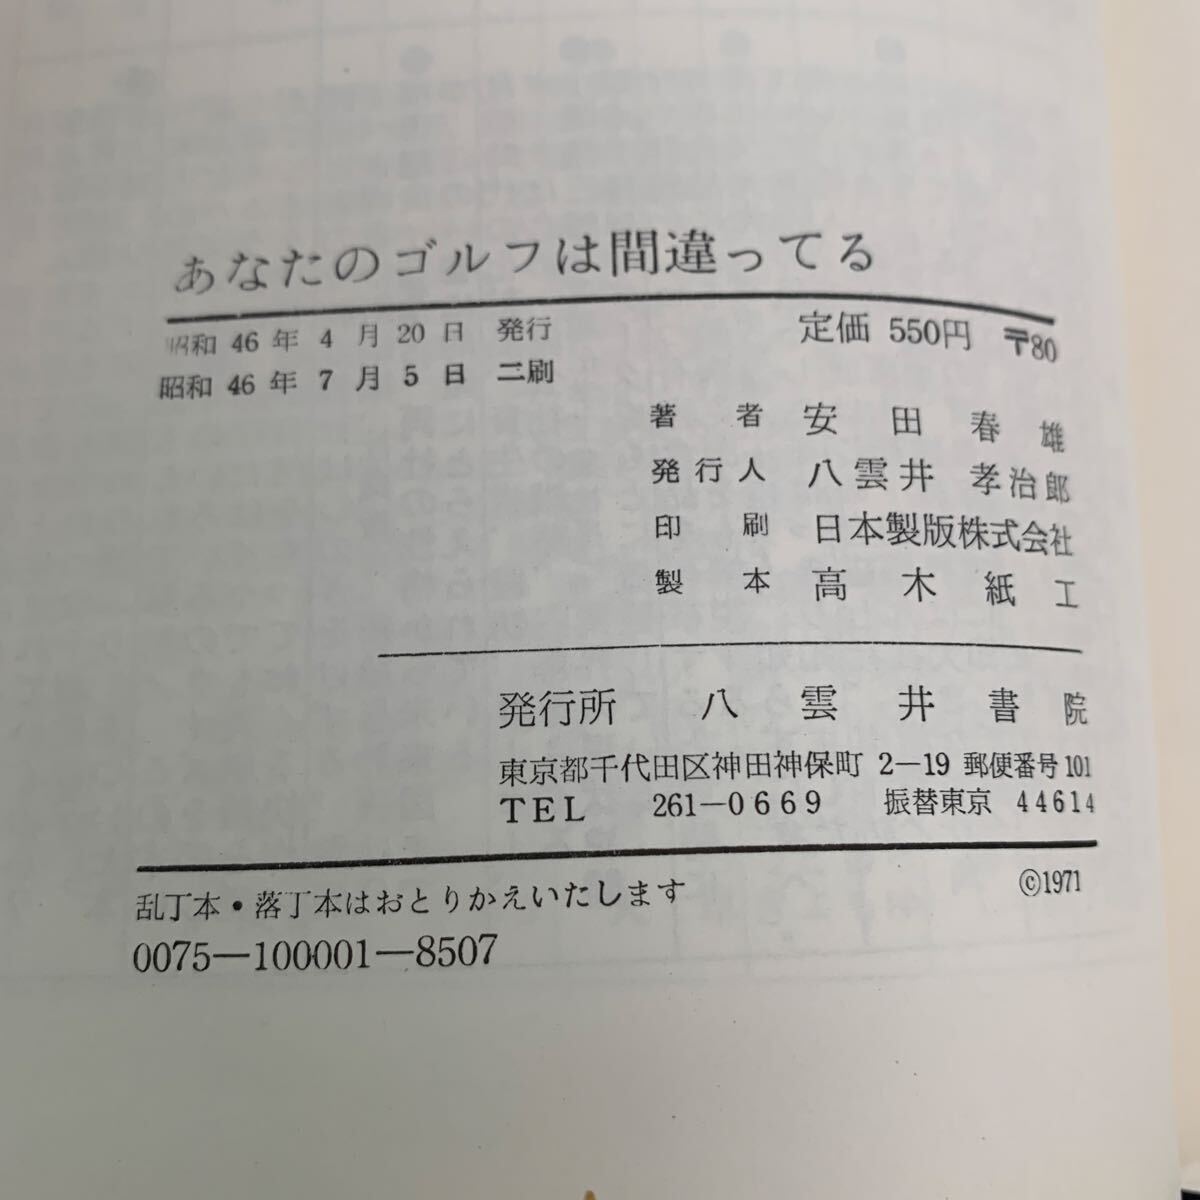 あなたのゴルフは間違ってる
昭和 46 年 4 月 20 日 発行
昭和 46 年 7 月 5 日 二刷
定価 550円 〒80
著者 安田春雄
発行人 八雲井孝治郎
印刷 日本製版株式会社
製本 高木紙工
発行所 八雲井書院
東京都千代田区神田神保町 2—19 郵便番号 101
TEL 261—0669 振替東京 44614
乱丁本・落丁本はおとりかえいたします
©1971
0075—100001—8507